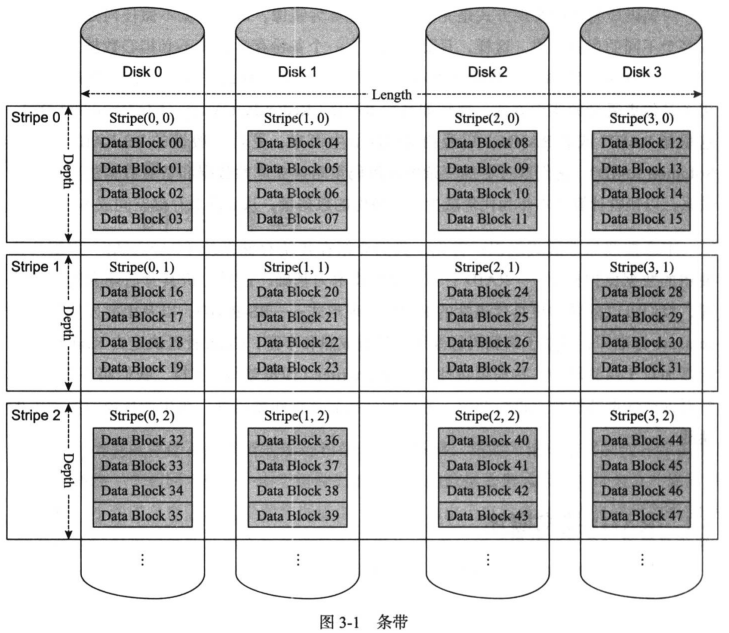 Disk 0 Disk 1 Disk 2 Disk 3
Length
Stripe 0 Stripe(0, 0) Stripe(1, 0) Stripe(2, 0) Stripe(3, 0)
Depth
Data Block 00 Data Block 04 Data Block 08 Data Block 12
Data Block 01 Data Block 05 Data Block 09 Data Block 13
Data Block 02 Data Block 06 Data Block 10 Data Block 14
Data Block 03 Data Block 07 Data Block 11 Data Block 15
Stripe 1 Stripe(0, 1) Stripe(1, 1) Stripe(2, 1) Stripe(3, 1)
Depth
Data Block 16 Data Block 20 Data Block 24 Data Block 28
Data Block 17 Data Block 21 Data Block 25 Data Block 29
Data Block 18 Data Block 22 Data Block 26 Data Block 30
Data Block 19 Data Block 23 Data Block 27 Data Block 31
Stripe 2 Stripe(0, 2) Stripe(1, 2) Stripe(2, 2) Stripe(3, 2)
Depth
Data Block 32 Data Block 36 Data Block 40 Data Block 44
Data Block 33 Data Block 37 Data Block 41 Data Block 45
Data Block 34 Data Block 38 Data Block 42 Data Block 46
Data Block 35 Data Block 39 Data Block 43 Data Block 47
⋮ ⋮ ⋮ ⋮
图 3-1 条带